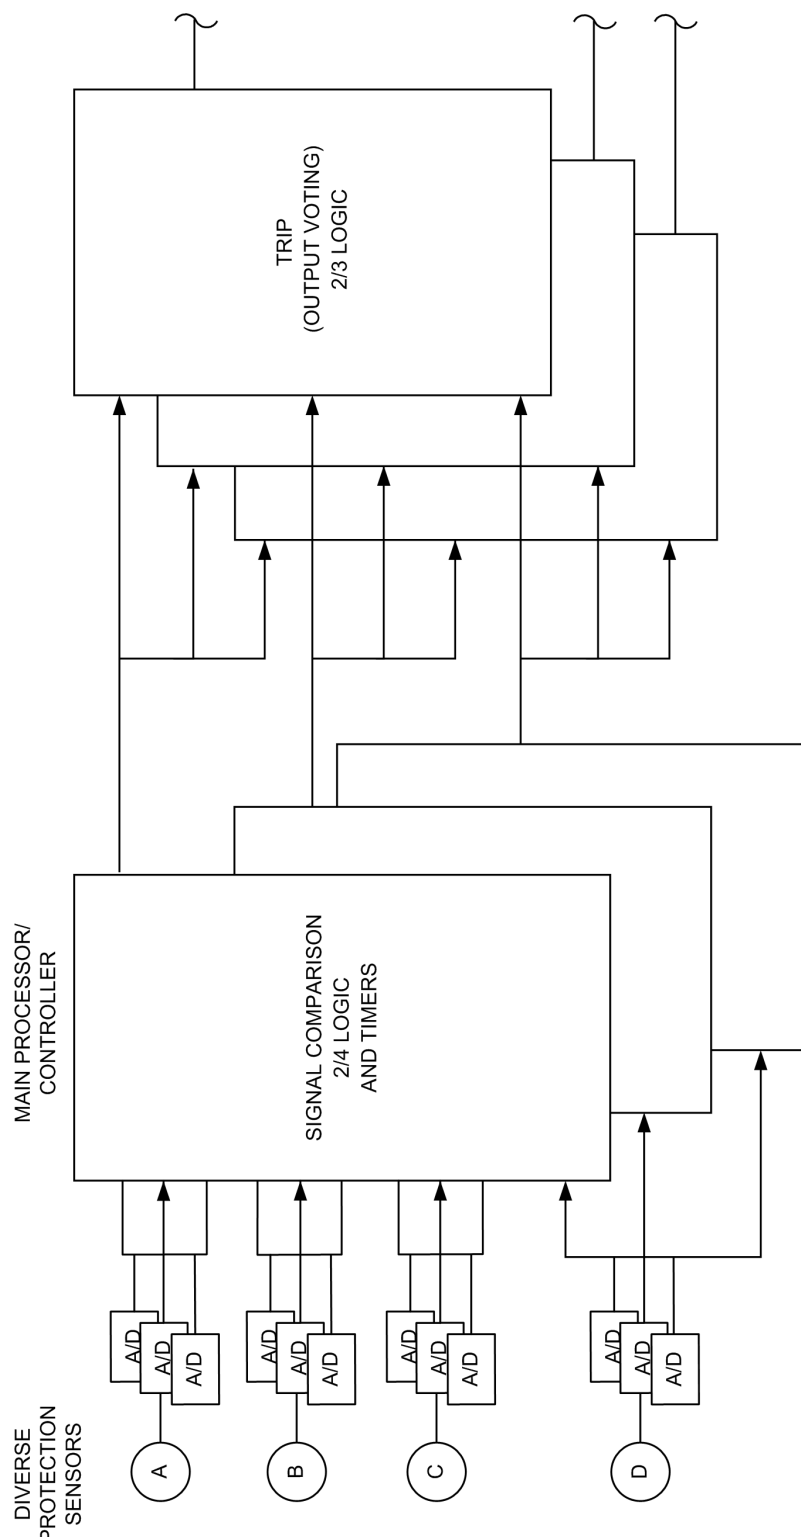 DIVERSE
PROTECTION
SENSORS
MAIN PROCESSOR/
CONTROLLER
A
A/D
A/D
A/D
B
A/D
A/D
A/D
C
A/D
A/D
A/D
D
A/D
A/D
A/D
SIGNAL COMPARISON
2/4 LOGIC
AND TIMERS
TRIP
(OUTPUT VOTING)
2/3 LOGIC